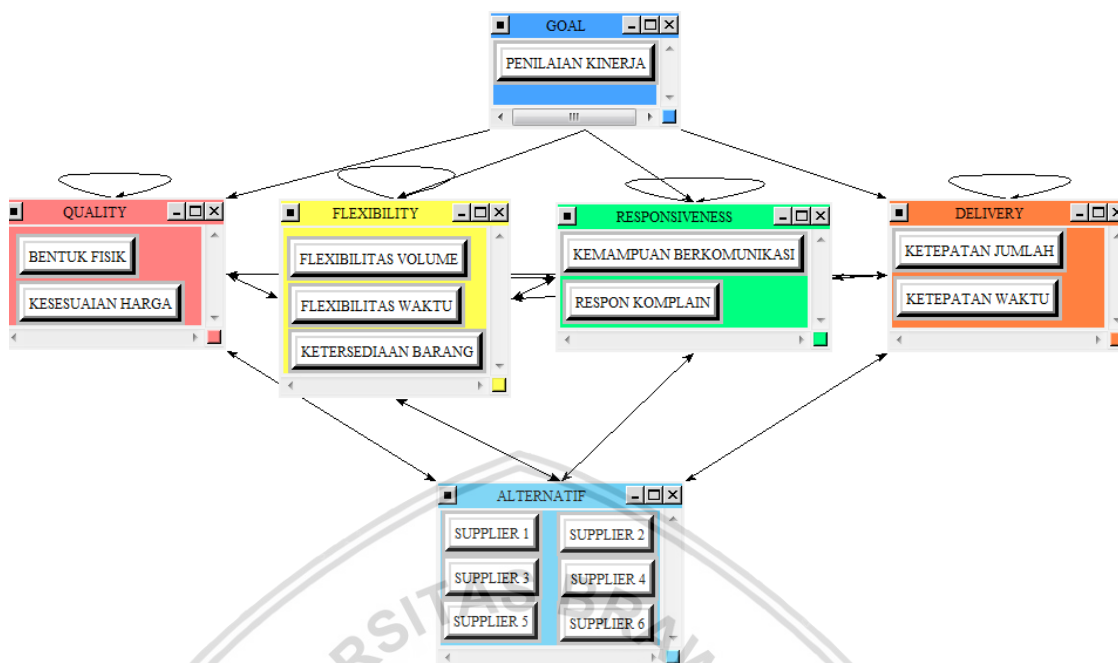 GOAL
PENILAIAN KINERJA
QUALITY
BENTUK FISIK
KESESUAIAN HARGA
FLEXIBILITY
FLEXIBILITAS VOLUME
FLEXIBILITAS WAKTU
KETERSEDIAAN BARANG
RESPONSIVENESS
KEMAMPUAN BERKOMUNIKASI
RESPON KOMPLAIN
DELIVERY
KETEPATAN JUMLAH
KETEPATAN WAKTU
ALTERNATIF
SUPPLIER 1
SUPPLIER 2
SUPPLIER 3
SUPPLIER 4
SUPPLIER 5
SUPPLIER 6